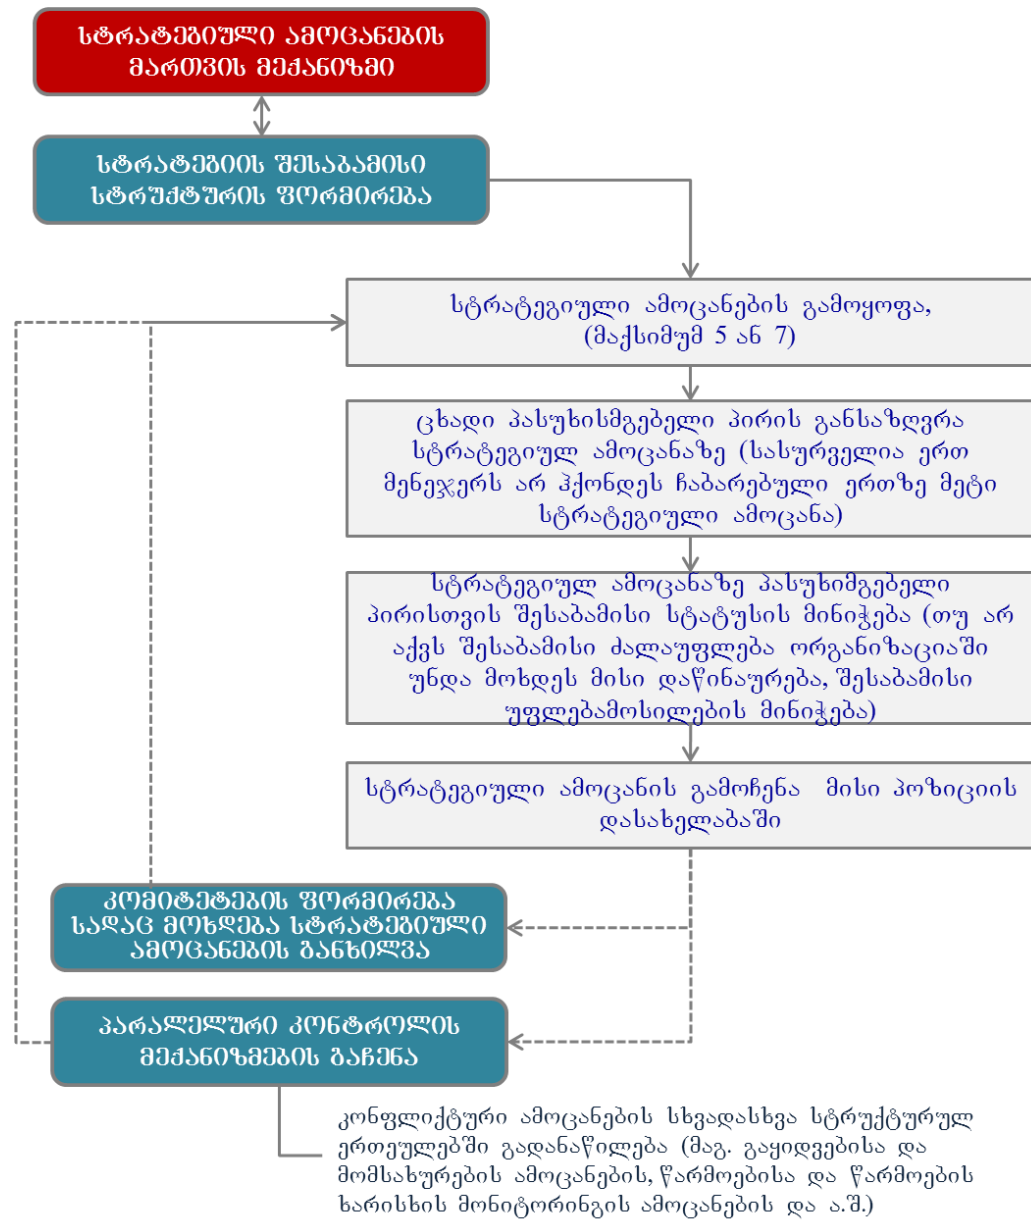 სტრატეგიული ამოცანების
მართვის მექანიზმი
სტრატეგიის შესაბამისი
სტრუქტურის ფორმირება
სტრატეგიული ამოცანების გამოყოფა,
(მაქსიმუმ 5 ან 7)
ცხადი პასუხისმგებელი პირის განსაზღვრა
სტრატეგიულ ამოცანაზე (სასურველია ერთ
მენეჯერს არ ჰქონდეს ჩაბარებული ერთზე მეტი
სტრატეგიული ამოცანა)
სტრატეგიულ ამოცანაზე პასუხიმგებელი
პირისთვის შესაბამისი სტატუსის მინიჭება (თუ არ
აქვს შესაბამისი ძალაუფლება ორგანიზაციაში
უნდა მოხდეს მისი დაწინაურება, შესაბამისი
უფლებამოსილების მინიჭება)
სტრატეგიული ამოცანის გამოჩენა მისი პოზიციის
დასახელაბაში
კომიტეტების ფორმირება
სადაც მოხდება სტრატეგიული
ამოცანების განხილვა
პარალელური კონტროლის
მექანიზმების გაჩენა
კონფლიქტური ამოცანების სხვადასხვა სტრუქტურულ
ერთეულებში გადანაწილება (მაგ. გაყიდვებისა და
მომსახურების ამოცანების, წარმოებისა და წარმოების
ხარისხის მონიტორინგის ამოცანების და ა.შ.)